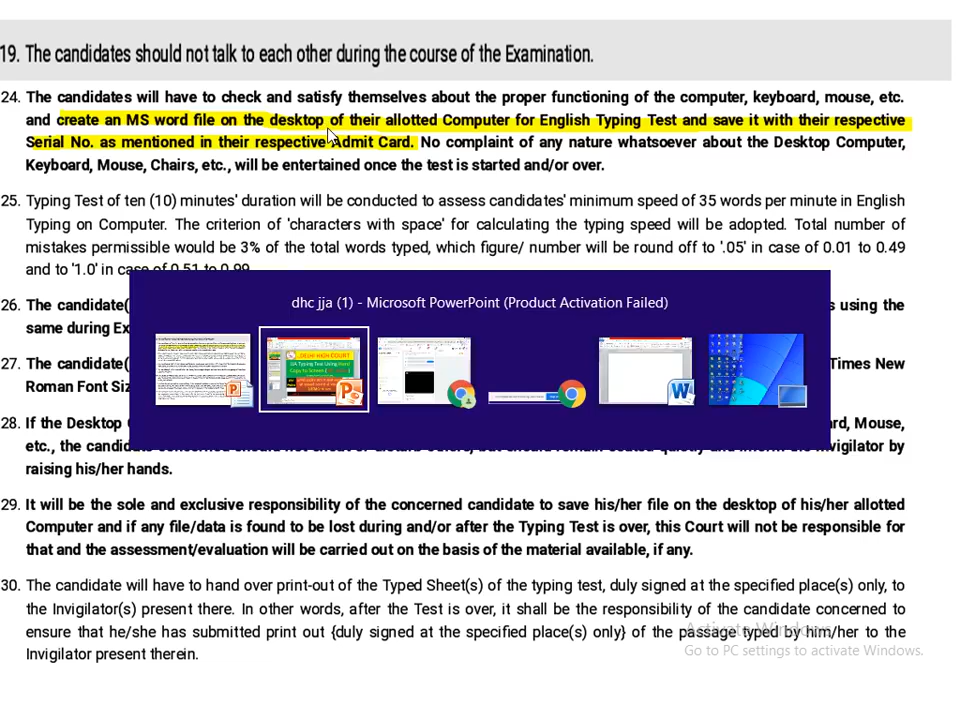 19. The candidates should not talk to each other during the course of the Examination.
24. The candidates will have to check and satisfy themselves about the proper functioning of the computer, keyboard, mouse, etc.
and create an MS word file on the desktop of their allotted Computer for English Typing Test and save it with their respective
Serial No. as mentioned in their respective Admit Card. No complaint of any nature whatsoever about the Desktop Computer,
Keyboard, Mouse, Chairs, etc., will be entertained once the test is started and/or over.
25. Typing Test of ten (10) minutes' duration will be conducted to assess candidates' minimum speed of 35 words per minute in English
Typing on Computer. The criterion of 'characters with space' for calculating the typing speed will be adopted. Total number of
mistakes permissible would be 3% of the total words typed, which figure/ number will be round off to '.05' in case of 0.01 to 0.49
and to '1.0' in case of 0.51 to 0.99.
dhc jja (1) - Microsoft PowerPoint (Product Activation Failed)
26. The candidate( using the
same during Ex
DELHI HIGH COURT
27. The candidate( Times New
Roman Font Siz
28. If the Desktop rd, Mouse,
etc., the candid vigilator by
raising his/her hands.
29. It will be the sole and exclusive responsibility of the concerned candidate to save his/her file on the desktop of his/her allotted
Computer and if any file/data is found to be lost during and/or after the Typing Test is over, this Court will not be responsible for
that and the assessment/evaluation will be carried out on the basis of the material available, if any.
30. The candidate will have to hand over print-out of the Typed Sheet(s) of the typing test, duly signed at the specified place(s) only, to
the Invigilator(s) present there. In other words, after the Test is over, it shall be the responsibility of the candidate concerned to
ensure that he/she has submitted print out {duly signed at the specified place(s) only} of the passage typed by him/her to the
Invigilator present therein.
Activate Windows
Go to PC settings to activate Windows.